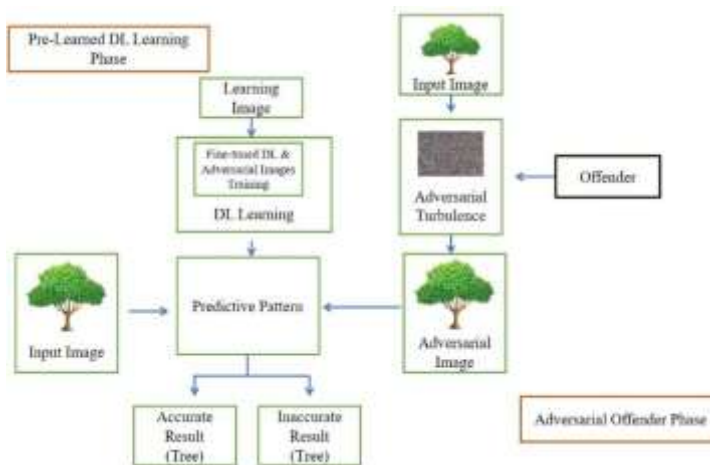 Pre-Learned DL Learning
Phase
Learning
Image
Fine-tuned DL &
Adversarial Images
Training
DL Learning
Input Image
Predictive Pattern
Accurate
Result
(Tree)
Inaccurate
Result
(Tree)
Input Image
Adversarial
Turbulence
Offender
Adversarial
Image
Adversarial Offender Phase